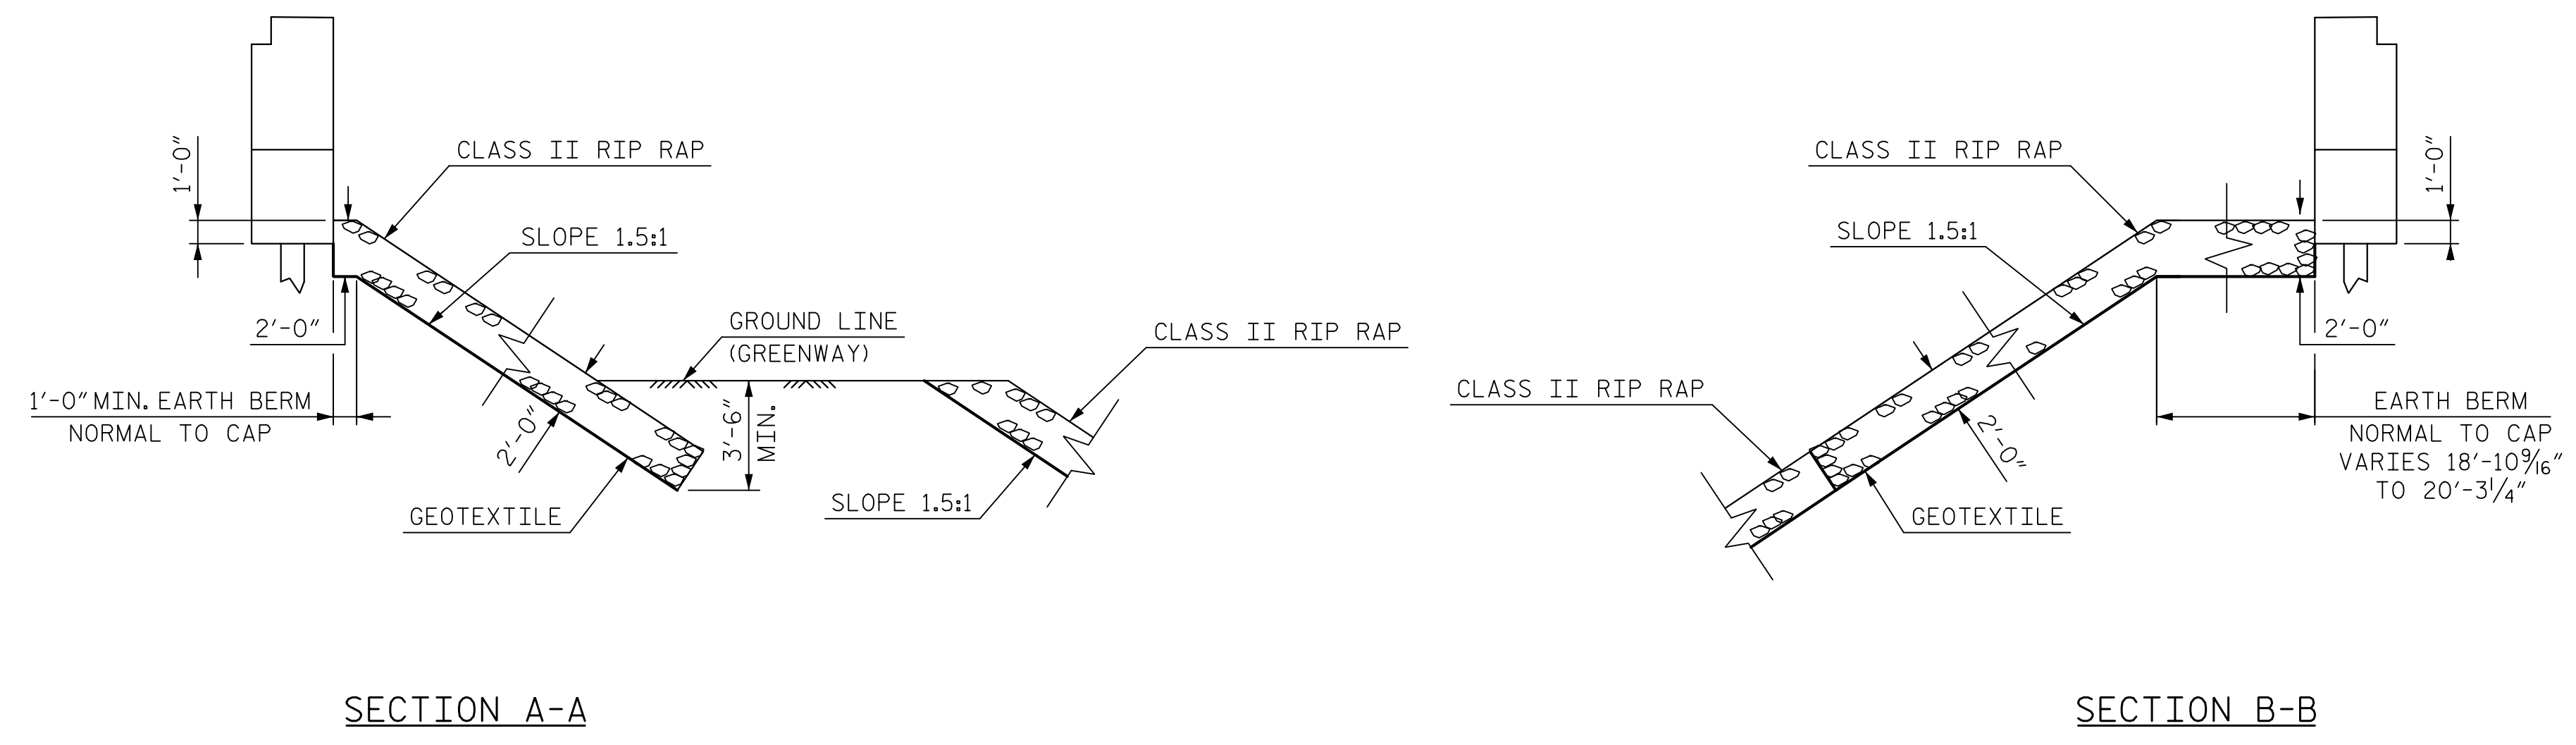 1'-0"
CLASS II RIP RAP
SLOPE 1.5:1
2'-0"
GROUND LINE
(GREENWAY)
CLASS II RIP RAP
1'-0" MIN. EARTH BERM
NORMAL TO CAP
2'-0"
3'-6"
MIN.
SLOPE 1.5:1
GEOTEXTILE
SECTION A-A
CLASS II RIP RAP
1'-0"
SLOPE 1.5:1
2'-0"
CLASS II RIP RAP
2'-0"
EARTH BERM
NORMAL TO CAP
VARIES 18'-10 9/16"
TO 20'-3 1/4"
GEOTEXTILE
SECTION B-B